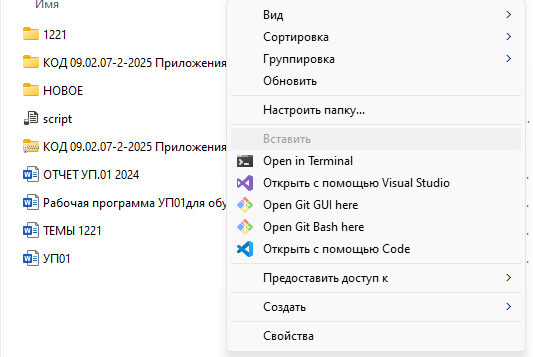 Имя
1221
КОД 09.02.07-2-2025 Приложения
НОВОЕ
script
КОД 09.02.07-2-2025 Приложения
ОТЧЕТ УП.01 2024
Рабочая программа УП01для обу
ТЕМЫ 1221
УП01
Вид
Сортировка
Группировка
Обновить
Настроить папку...
Вставить
Open in Terminal
Открыть с помощью Visual Studio
Open Git GUI here
Open Git Bash here
Открыть с помощью Code
Предоставить доступ к
Создать
Свойства